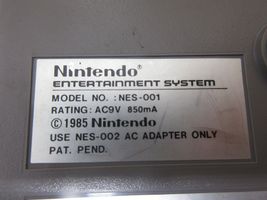 Nintendo®
ENTERTAINMENT SYSTEM
MODEL NO. :NES-001
RATING: AC9V 850mA
©1985 Nintendo
USE NES-002 AC ADAPTER ONLY
PAT. PEND.